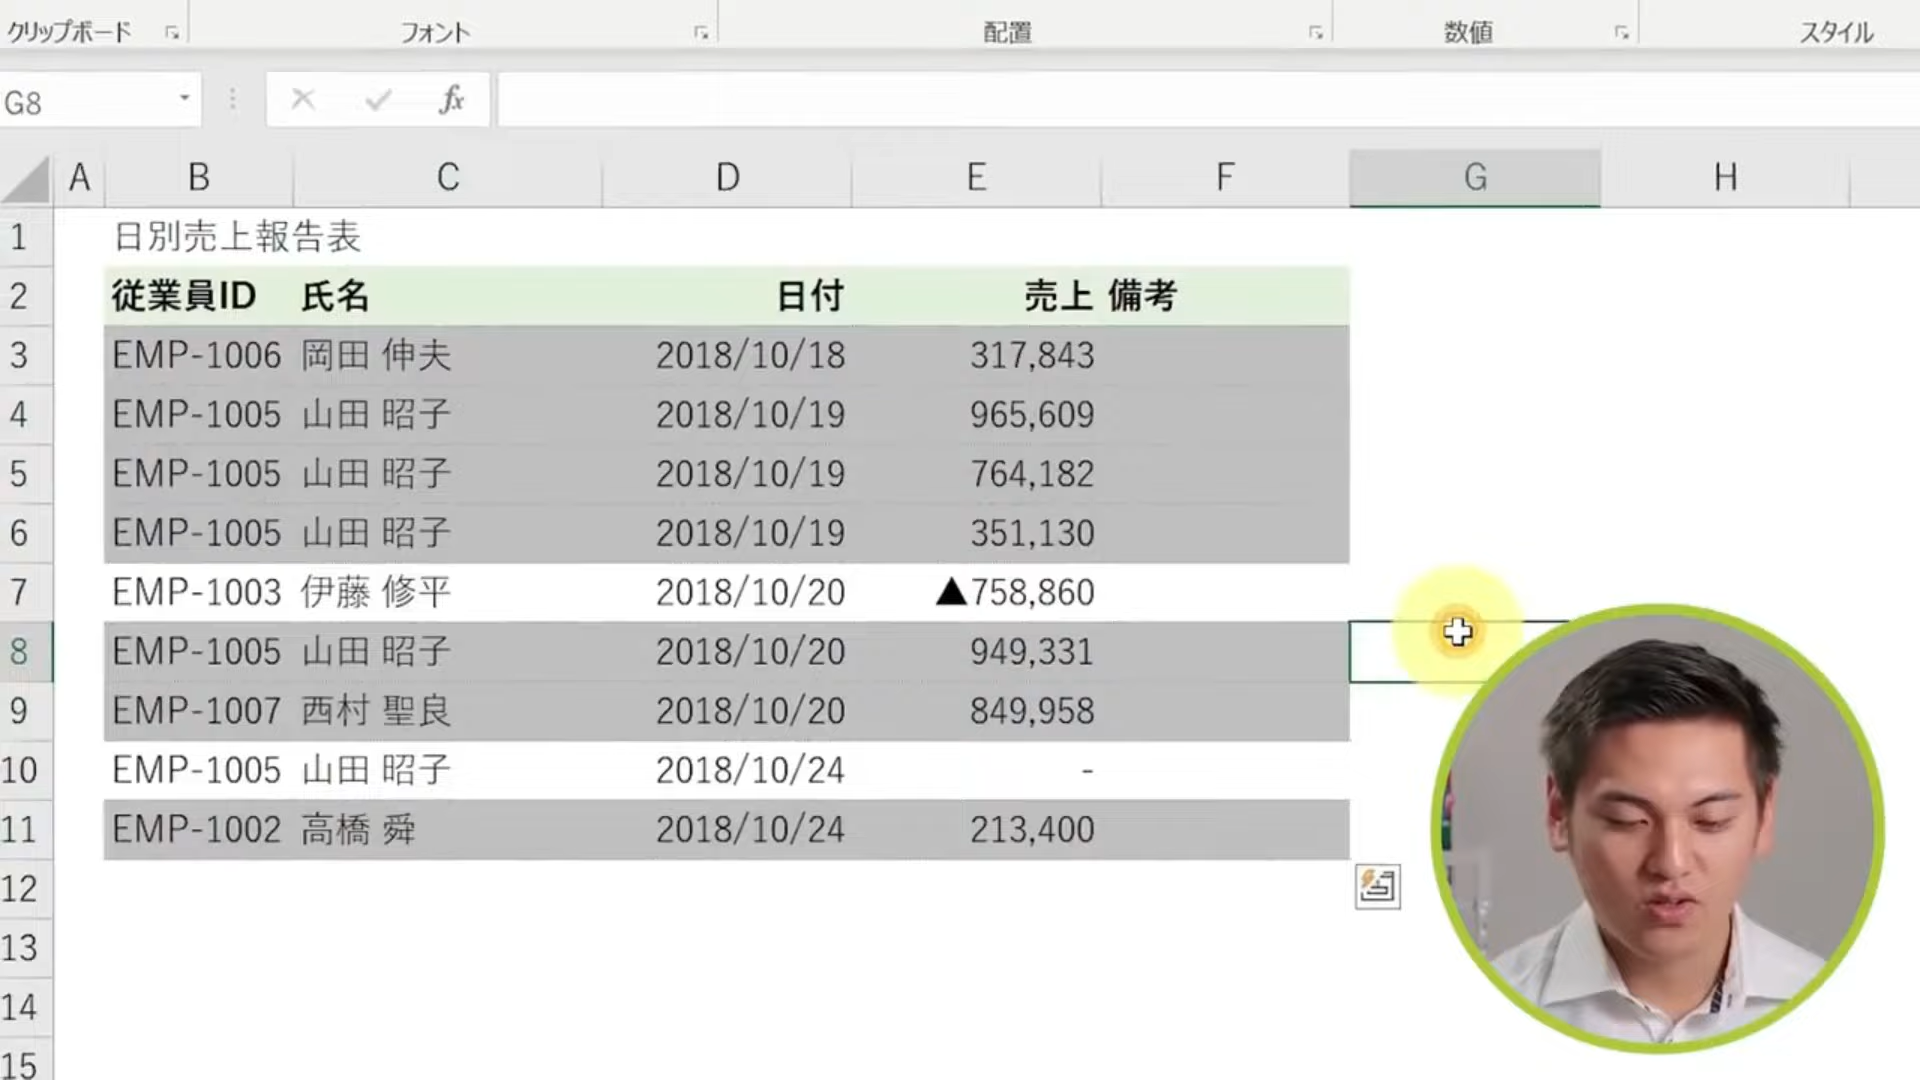 クリップボード フォント 配置 数値 スタイル
G8 fx
A B C D E F G H
1 日別売上報告表
2 従業員ID 氏名 日付 売上 備考
3 EMP-1006 岡田 伸夫 2018/10/18 317,843
4 EMP-1005 山田 昭子 2018/10/19 965,609
5 EMP-1005 山田 昭子 2018/10/19 764,182
6 EMP-1005 山田 昭子 2018/10/19 351,130
7 EMP-1003 伊藤 修平 2018/10/20 ▲758,860
8 EMP-1005 山田 昭子 2018/10/20 949,331
9 EMP-1007 西村 聖良 2018/10/20 849,958
10 EMP-1005 山田 昭子 2018/10/24 -
11 EMP-1002 高橋 舜 2018/10/24 213,400
12
13
14
15